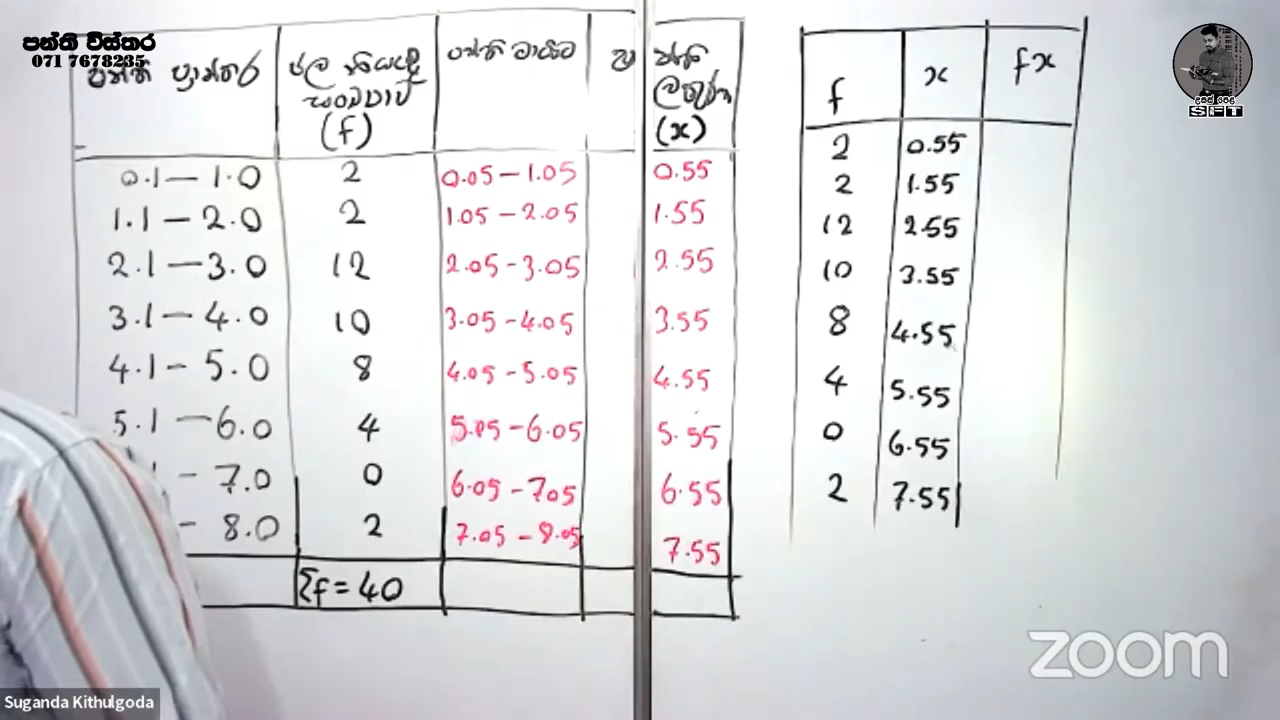 පන්ති විස්තර
071 7678235
පන්ති ප්‍රාන්තර
ජල නියැදි සංඛ්‍යාව (f)
පන්ති මායිම
(x)
0.1 – 1.0 2 0.05 – 1.05 0.55
1.1 – 2.0 2 1.05 – 2.05 1.55
2.1 – 3.0 12 2.05 – 3.05 2.55
3.1 – 4.0 10 3.05 – 4.05 3.55
4.1 – 5.0 8 4.05 – 5.05 4.55
5.1 – 6.0 4 5.05 – 6.05 5.55
– 7.0 0 6.05 – 7.05 6.55
– 8.0 2 7.05 – 8.05 7.55
Σf = 40
f x fx
2 0.55
2 1.55
12 2.55
10 3.55
8 4.55
4 5.55
0 6.55
2 7.55
SFT
zoom
Suganda Kithulgoda